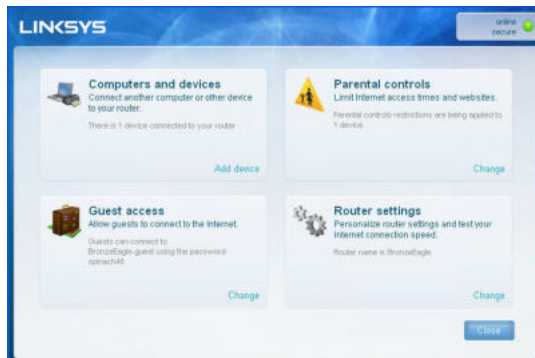 LINKSYS
online
secure
Computers and devices
Connect another computer or other device
to your router.
There is 1 device connected to your router
Add device
Parental controls
Limit Internet access times and websites.
Parental controls restrictions are being applied to
1 device
Change
Guest access
Allow guests to connect to the Internet.
Guests can connect to
BronzeEagle-guest using the password
spinach40
Change
Router settings
Personalize router settings and test your
Internet connection speed.
Router name is BronzeEagle
Change
Close